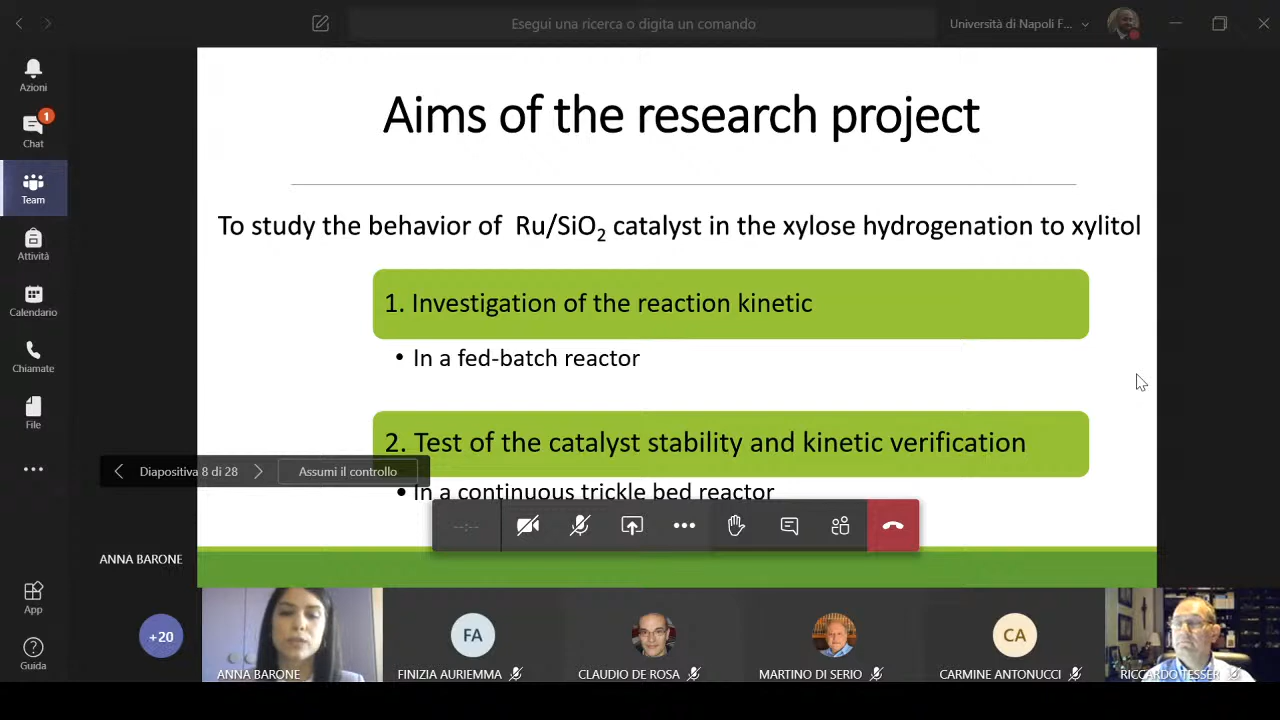 Esegui una ricerca o digita un comando
Università di Napoli F...
Azioni
1
Chat
Team
Attività
Calendario
Chiamate
File
App
Guida
Aims of the research project
To study the behavior of Ru/SiO₂ catalyst in the xylose hydrogenation to xylitol
1. Investigation of the reaction kinetic
• In a fed-batch reactor
2. Test of the catalyst stability and kinetic verification
• In a continuous trickle bed reactor
Diapositiva 8 di 28
Assumi il controllo
--:--
ANNA BARONE
+20
ANNA BARONE
FA
FINIZIA AURIEMMA
CLAUDIO DE ROSA
MARTINO DI SERIO
CA
CARMINE ANTONUCCI
RICCARDO TESSER